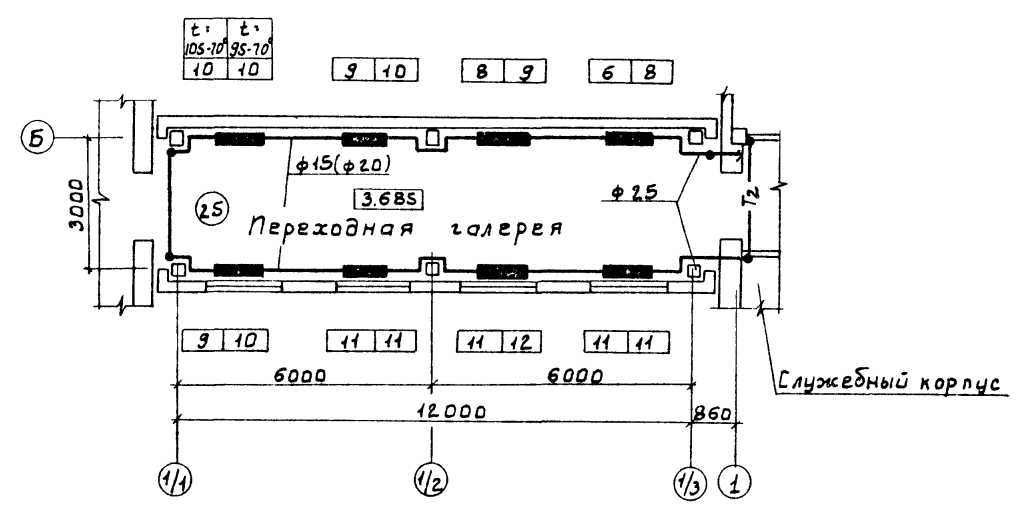 t: t:
105-70° 95-70°
10 10
9 10
8 9
6 8
Б
ф15(ф20)
3.685
ф25
Т2
3000
25
Переходная галерея
9 10
11 11
11 12
11 11
6000 6000
Служебный корпус
12000 860
1/1 1/2 1/3 1